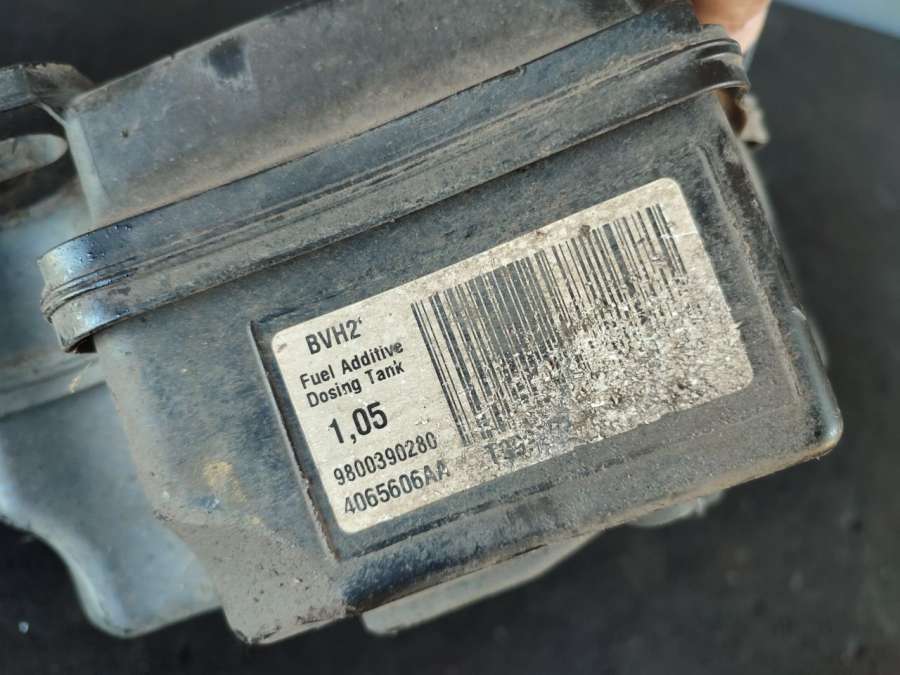 BVH2
Fuel Additive
Dosing Tank
1,05
9800390280
4065606AA